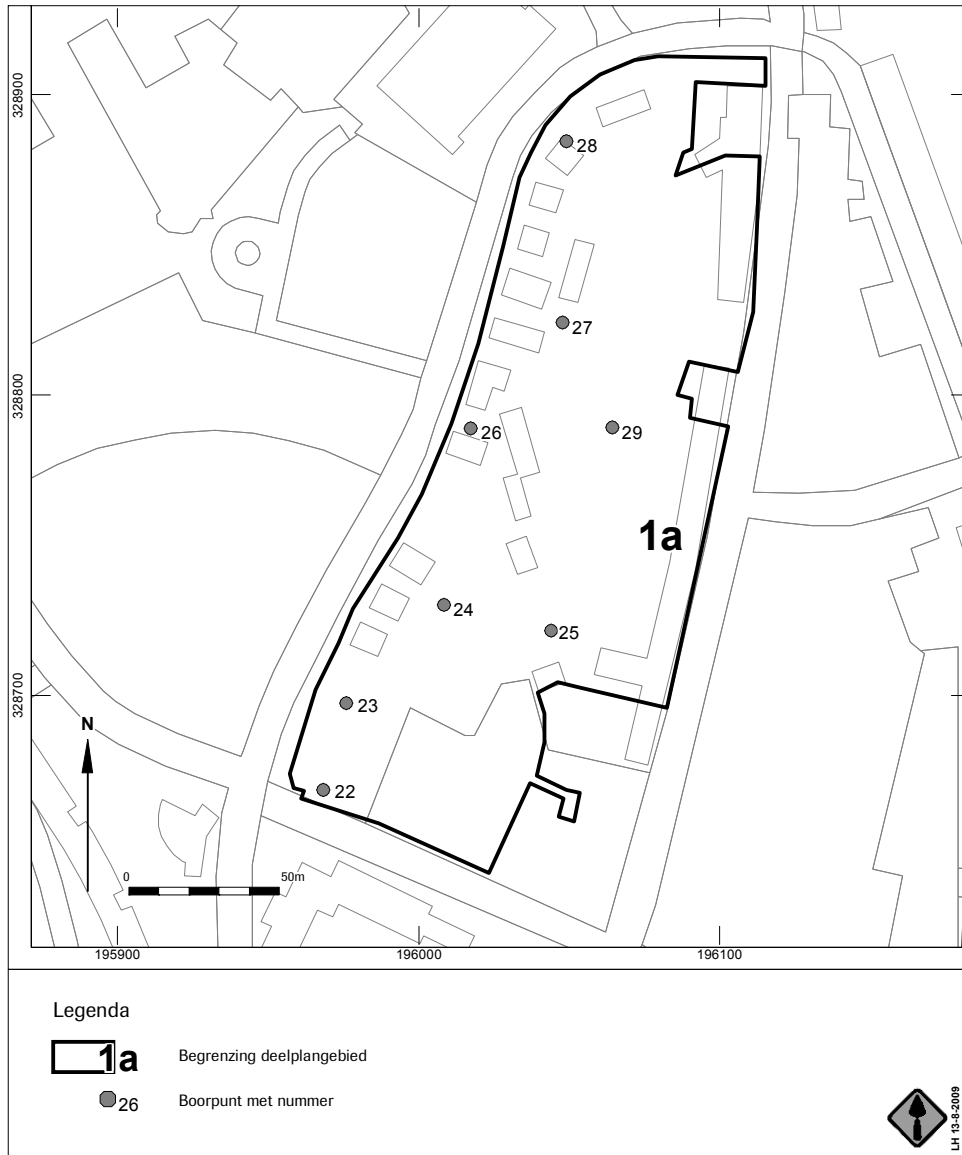 328900
328800
328700
28
27
26
29
1a
24
25
23
22
N
0
50m
195900
196000
196100
Legenda
1a Begrenzing deelplangebied
26 Boorpunt met nummer
LH 13-8-2009